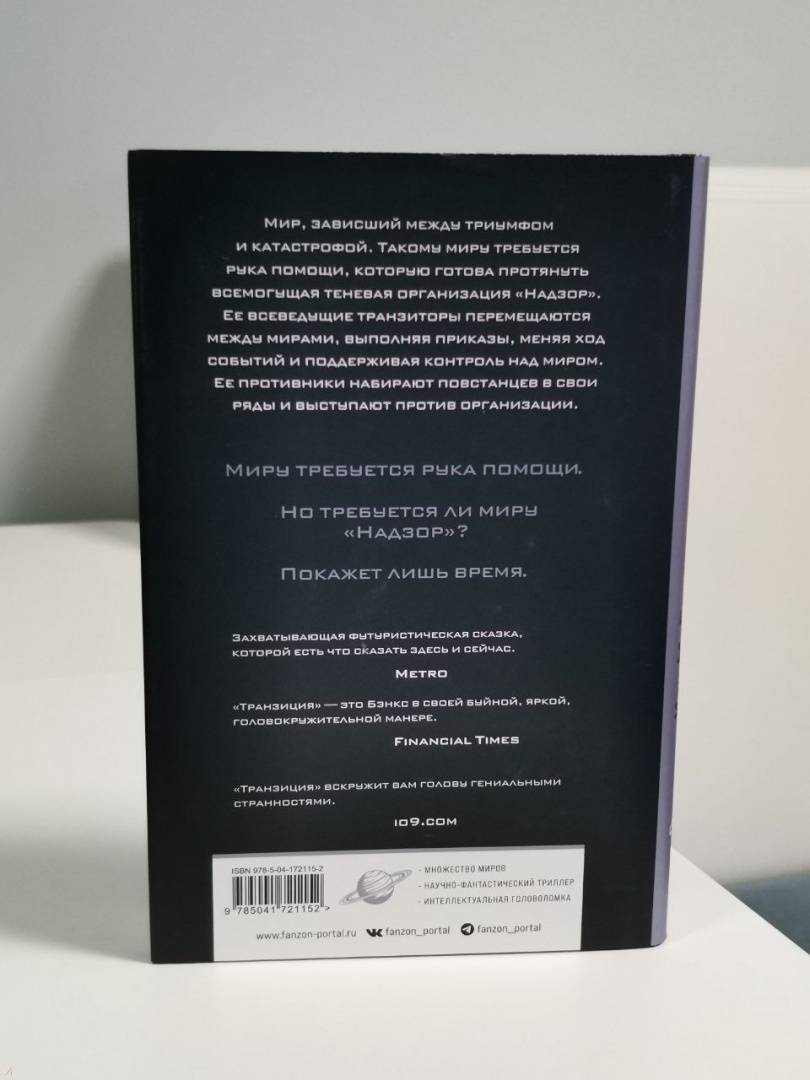 Мир, зависший между триумфом
и катастрофой. Такому миру требуется
рука помощи, которую готова протянуть
всемогущая теневая организация «Надзор».
Ее всеведущие транзиторы перемещаются
между мирами, выполняя приказы, меняя ход
событий и поддерживая контроль над миром.
Ее противники набирают повстанцев в свои
ряды и выступают против организации.
Миру требуется рука помощи.
Но требуется ли миру
«Надзор»?
Покажет лишь время.
Захватывающая футуристическая сказка,
которой есть что сказать здесь и сейчас.
Metro
«Транзиция» — это Бэнкс в своей буйной, яркой,
головокружительной манере.
Financial Times
«Транзиция» вскружит вам голову гениальными
странностями.
io9.com
ISBN 978-5-04-172115-2
9 785041 721152 >
- МНОЖЕСТВО МИРОВ
- НАУЧНО-ФАНТАСТИЧЕСКИЙ ТРИЛЛЕР
- ИНТЕЛЛЕКТУАЛЬНАЯ ГОЛОВОЛОМКА
www.fanzon-portal.ru fanzon_portal fanzon_portal